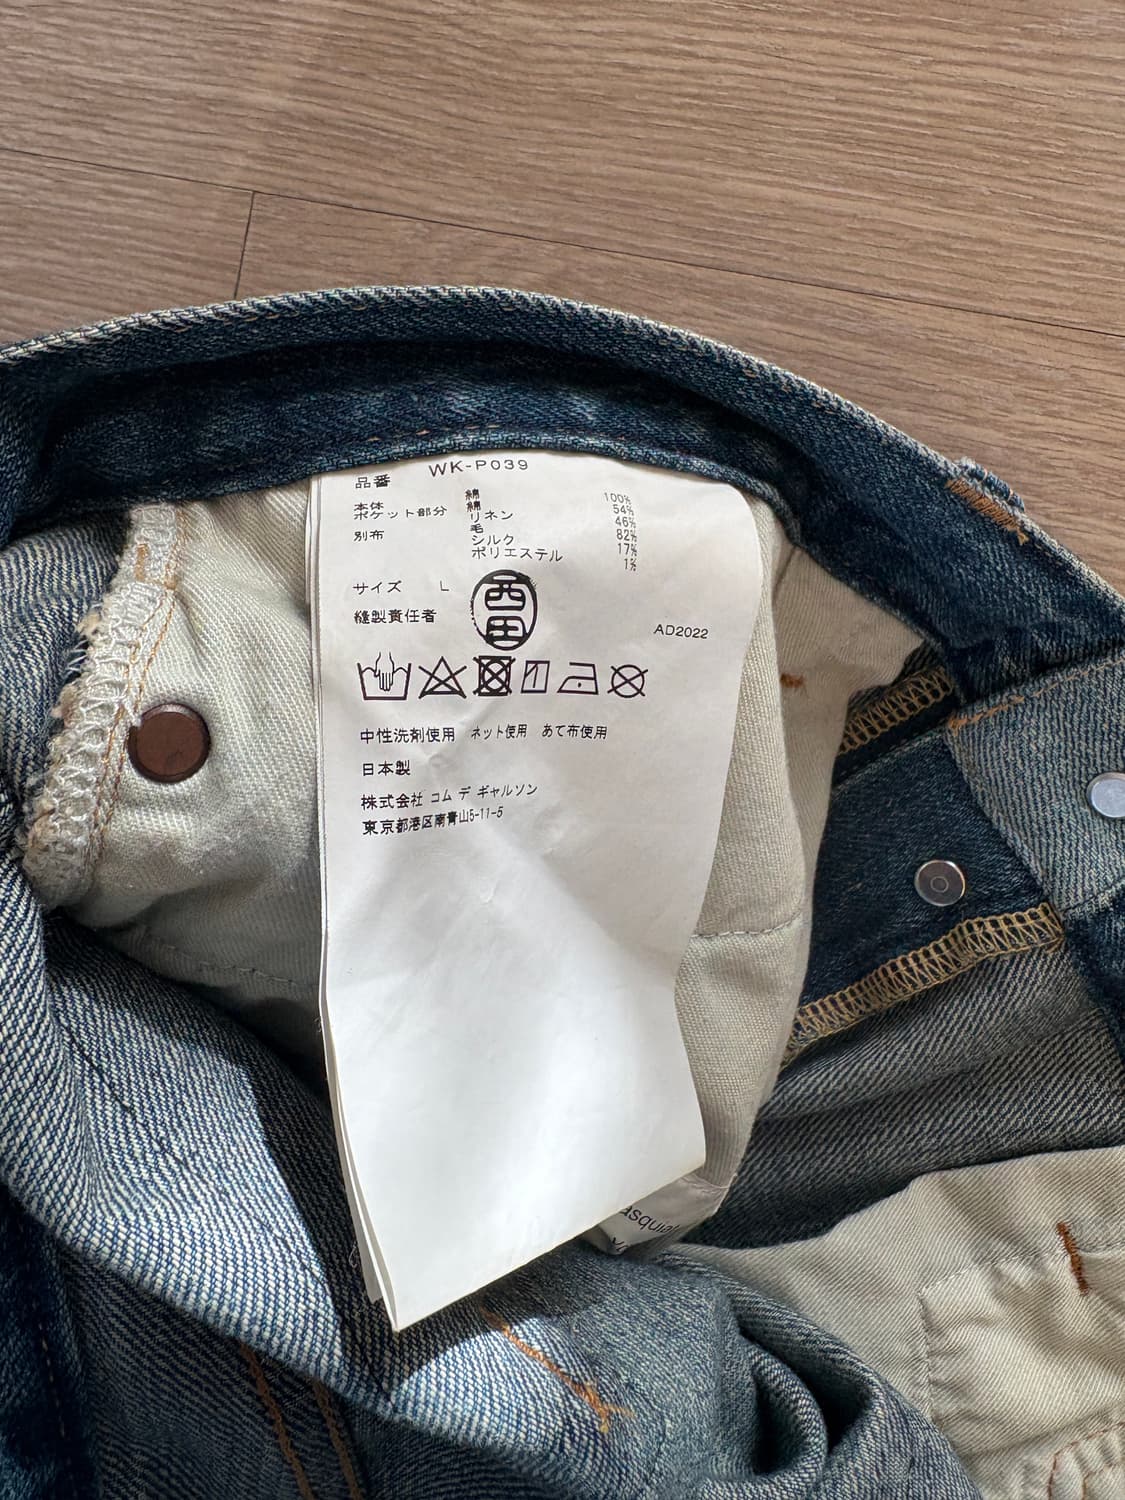 品番 WK-P039
本体 綿 100%
ポケット部分 綿 54%
リネン 46%
別布 毛 82%
シルク 17%
ポリエステル 1%
サイズ L
縫製責任者 西田
AD2022
中性洗剤使用 ネット使用 あて布使用
日本製
株式会社 コム デ ギャルソン
東京都港区南青山5-11-5